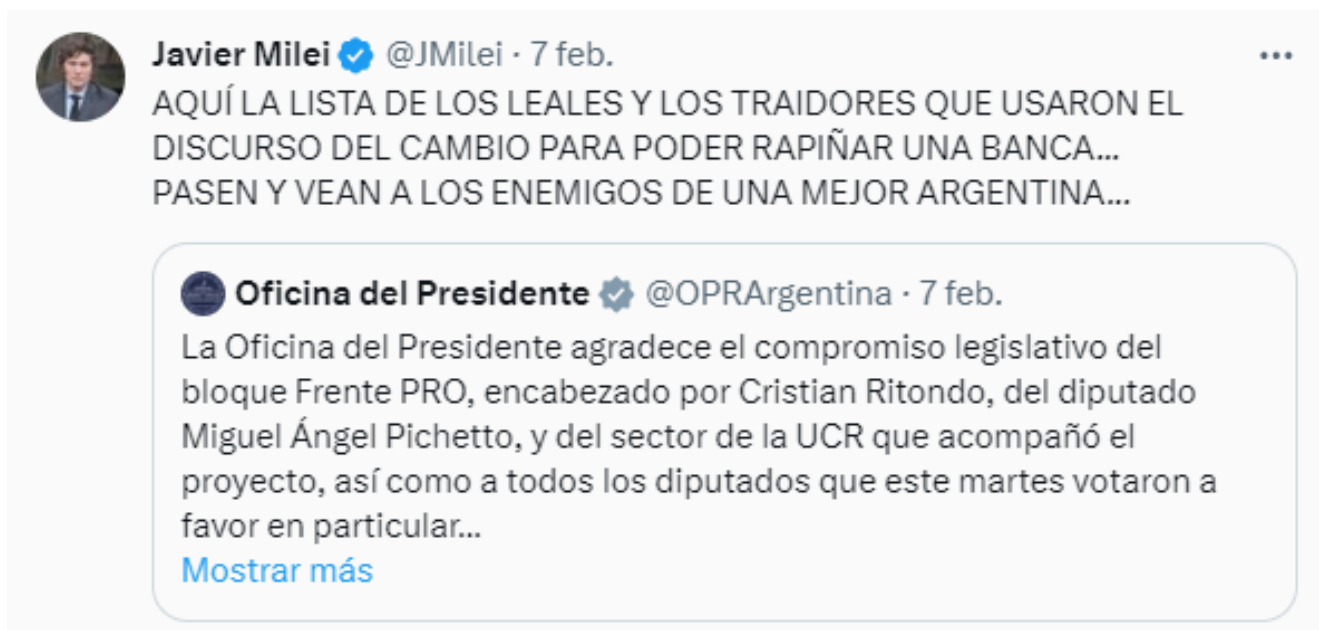 Javier Milei @JMilei · 7 feb.
AQUÍ LA LISTA DE LOS LEALES Y LOS TRAIDORES QUE USARON EL
DISCURSO DEL CAMBIO PARA PODER RAPIÑAR UNA BANCA...
PASEN Y VEAN A LOS ENEMIGOS DE UNA MEJOR ARGENTINA...
Oficina del Presidente @OPRArgentina · 7 feb.
La Oficina del Presidente agradece el compromiso legislativo del
bloque Frente PRO, encabezado por Cristian Ritondo, del diputado
Miguel Ángel Pichetto, y del sector de la UCR que acompañó el
proyecto, así como a todos los diputados que este martes votaron a
favor en particular...
Mostrar más